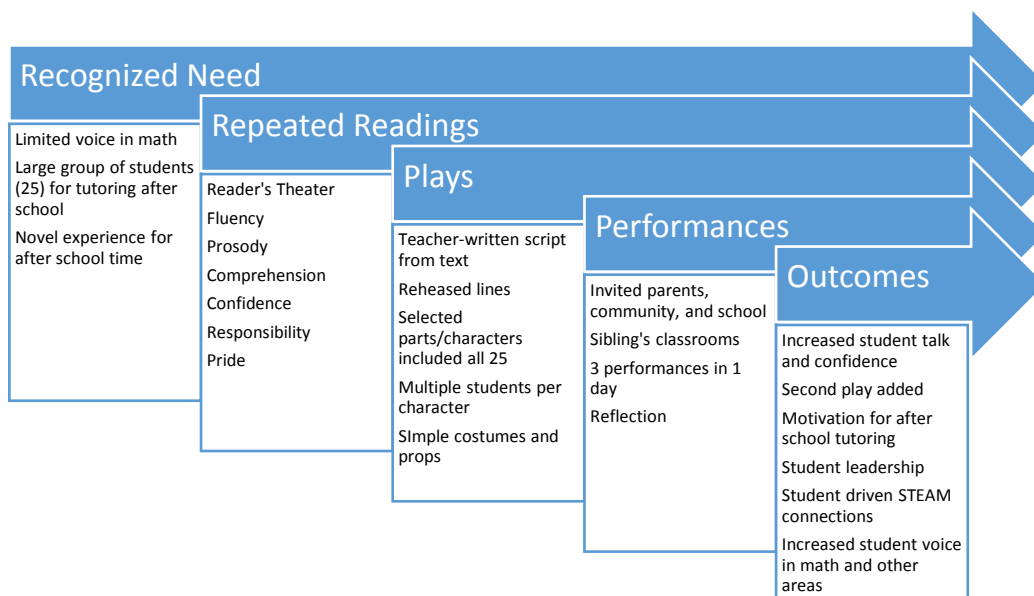 Recognized Need
Limited voice in math
Large group of students
(25) for tutoring after
school
Novel experience for
after school time
Repeated Readings
Reader's Theater
Fluency
Prosody
Comprehension
Confidence
Responsibility
Pride
Plays
Teacher-written script
from text
Reheased lines
Selected
parts/characters
included all 25
Multiple students per
character
SImple costumes and
props
Performances
Invited parents,
community, and school
Sibling's classrooms
3 performances in 1
day
Reflection
Outcomes
Increased student talk
and confidence
Second play added
Motivation for after
school tutoring
Student leadership
Student driven STEAM
connections
Increased student voice
in math and other
areas